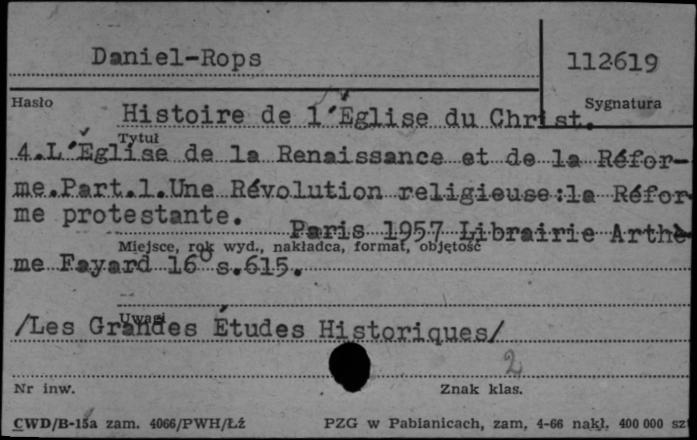 Daniel-Rops
112619
Hasło
Sygnatura
Histoire de l'Église du Christ.
Tytuł
4.L'Église de la Renaissance et de la Réfor-
me.Part.1.Une Révolution religieuse:la Réfor-
me protestante. Paris 1957 Librairie Arthè-
Miejsce, rok wyd., nakładca, format, objętość
me Fayard 16° s.615.
Uwagi
/Les Grandes Études Historiques/
2
Nr inw.
Znak klas.
CWD/B-15a zam. 4066/PWH/Łź
PZG w Pabianicach, zam. 4-66 nakł. 400 000 sz